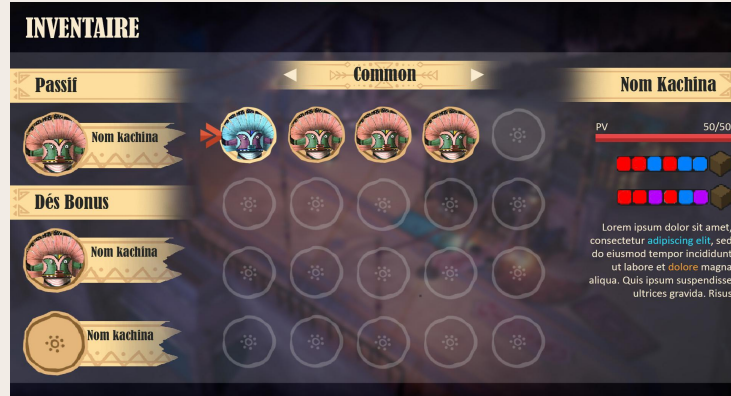 INVENTAIRE
Passif
Nom kachina
Dés Bonus
Nom kachina
Nom kachina
Common
Nom Kachina
PV 50/50
Lorem ipsum dolor sit amet,
consectetur adipiscing elit, sed
do eiusmod tempor incididunt
ut labore et dolore magna
aliqua. Quis ipsum suspendisse
ultrices gravida. Risus